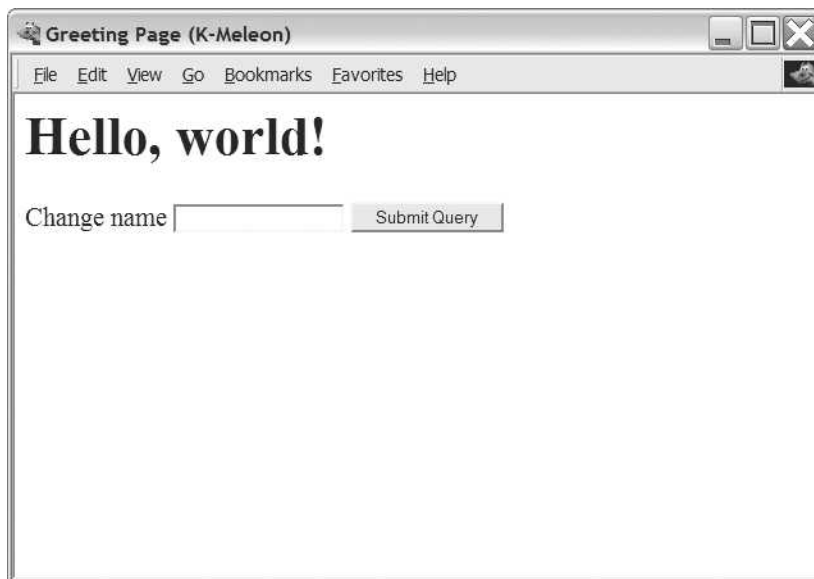 Greeting Page (K-Meleon)
File Edit View Go Bookmarks Favorites Help
Hello, world!
Change name Submit Query